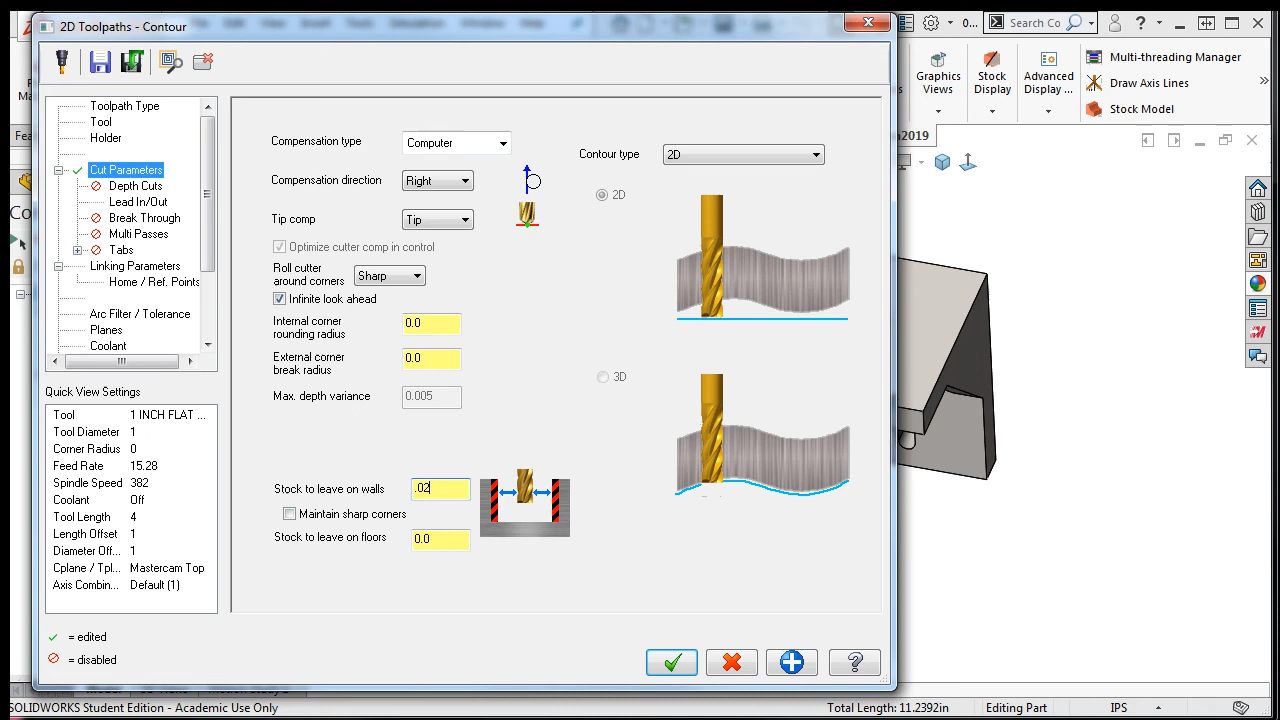 2D Toolpaths - Contour
0...
Search Co
Toolpath Type
Tool
Holder
Cut Parameters
Depth Cuts
Lead In/Out
Break Through
Multi Passes
Tabs
Linking Parameters
Home / Ref. Points
Arc Filter / Tolerance
Planes
Coolant
Quick View Settings
Tool 1 INCH FLAT ...
Tool Diameter 1
Corner Radius 0
Feed Rate 15.28
Spindle Speed 382
Coolant Off
Tool Length 4
Length Offset 1
Diameter Off... 1
Cplane / Tpl... Mastercam Top
Axis Combin... Default (1)
= edited
= disabled
Compensation type Computer
Compensation direction Right
Tip comp Tip
Optimize cutter comp in control
Roll cutter
around corners Sharp
Infinite look ahead
Internal corner
rounding radius 0.0
External corner
break radius 0.0
Max. depth variance 0.005
Stock to leave on walls .02
Maintain sharp corners
Stock to leave on floors 0.0
Contour type 2D
2D
3D
Graphics
Views
Stock
Display
Advanced
Display ...
Multi-threading Manager
Draw Axis Lines
Stock Model
n2019
Fea
Co
SOLIDWORKS Student Edition - Academic Use Only
Total Length: 11.2392in
Editing Part
IPS